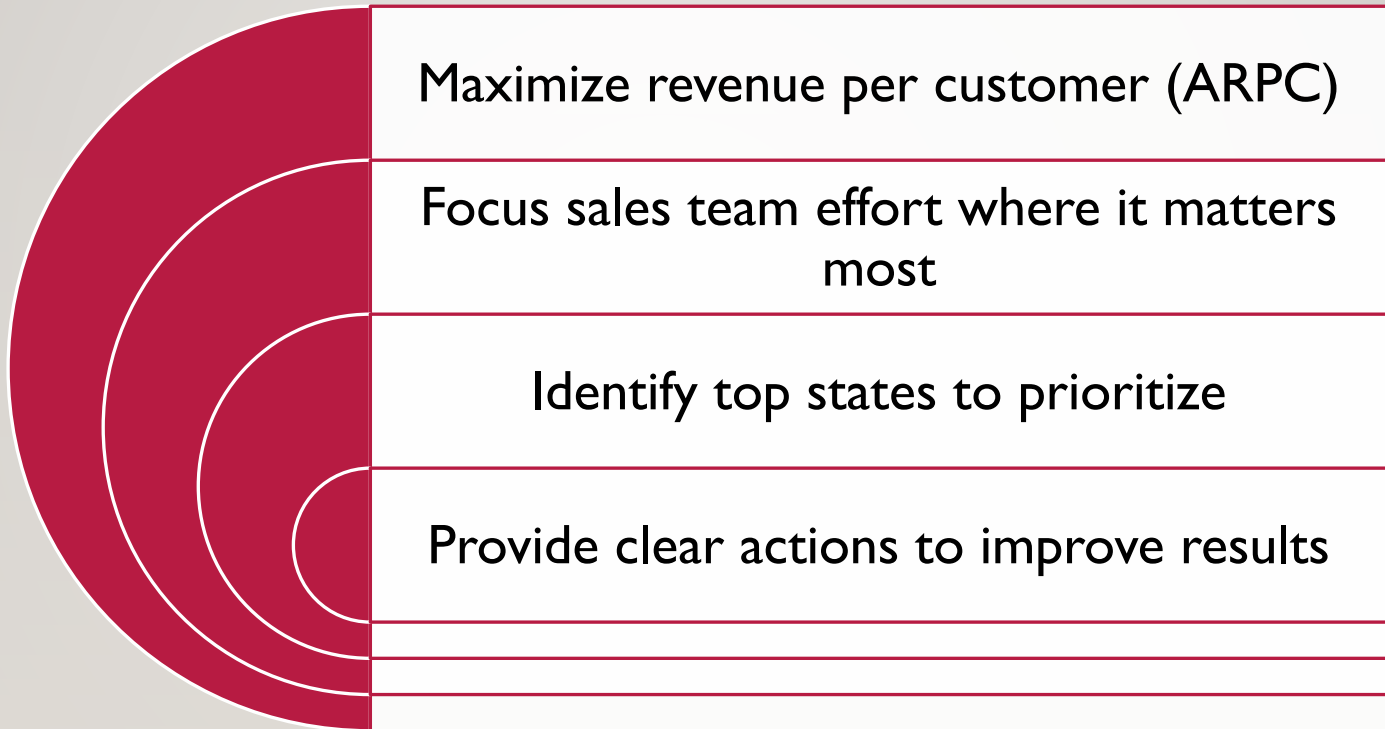 Maximize revenue per customer (ARPC)
Focus sales team effort where it matters
most
Identify top states to prioritize
Provide clear actions to improve results